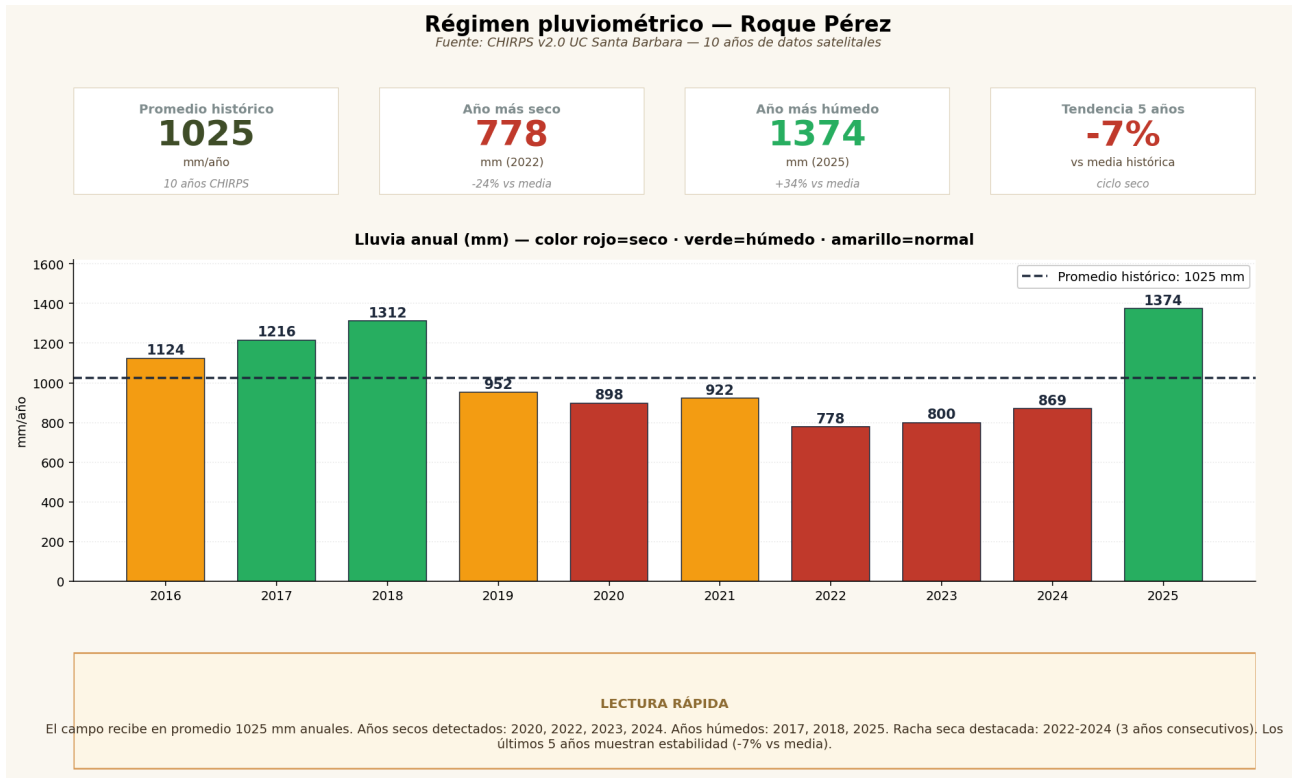 Régimen pluviométrico — Roque Pérez
Fuente: CHIRPS v2.0 UC Santa Barbara — 10 años de datos satelitales
Promedio histórico
1025
mm/año
10 años CHIRPS
Año más seco
778
mm (2022)
-24% vs media
Año más húmedo
1374
mm (2025)
+34% vs media
Tendencia 5 años
-7%
vs media histórica
ciclo seco
Lluvia anual (mm) — color rojo=seco · verde=húmedo · amarillo=normal
Promedio histórico: 1025 mm
mm/año
1600
1400
1200
1000
800
600
400
200
0
1124
1216
1312
952
898
922
778
800
869
1374
2016
2017
2018
2019
2020
2021
2022
2023
2024
2025
LECTURA RÁPIDA
El campo recibe en promedio 1025 mm anuales. Años secos detectados: 2020, 2022, 2023, 2024. Años húmedos: 2017, 2018, 2025. Racha seca destacada: 2022-2024 (3 años consecutivos). Los
últimos 5 años muestran estabilidad (-7% vs media).